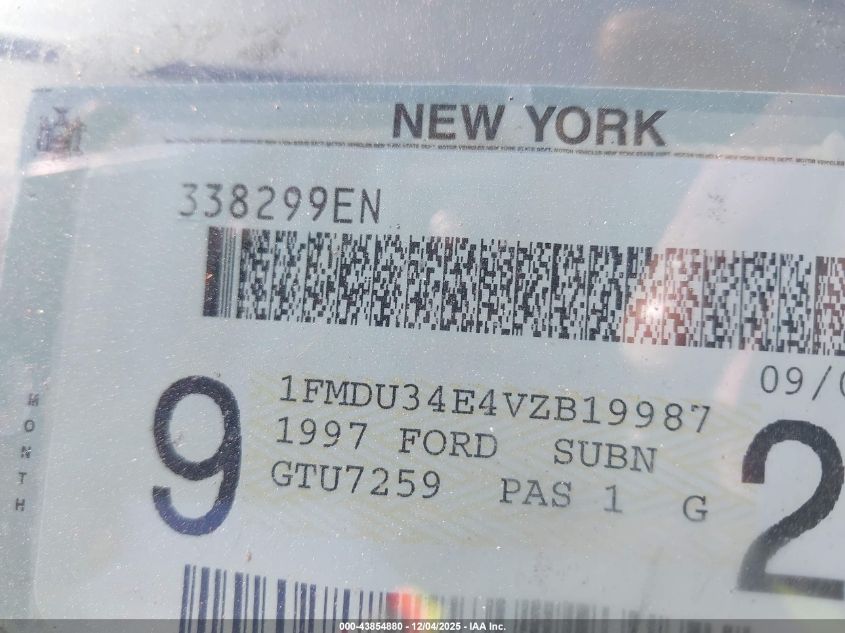 NEW YORK
338299EN
09/0
1FMDU34E4VZB19987
1997 FORD SUBN
GTU7259 PAS 1 G
9
2
MONTH
000-43854880 - 12/04/2025 - IAA Inc.